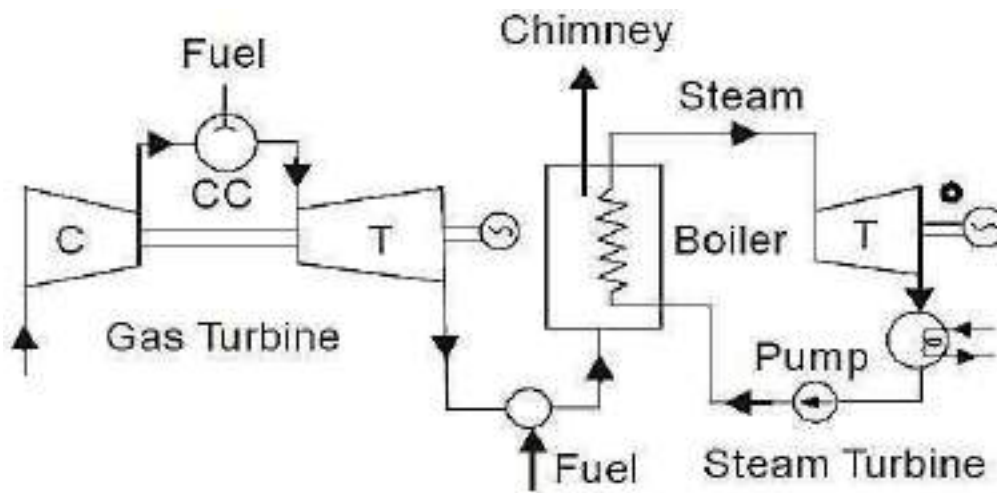 Chimney
Fuel
Steam
CC
C
T
Boiler
T
Gas Turbine
Pump
Fuel
Steam Turbine